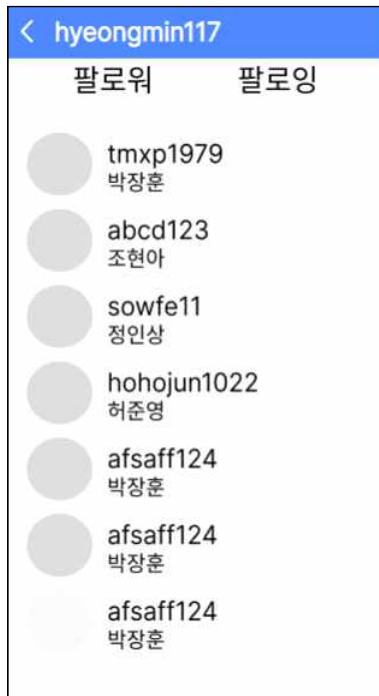 hyeongmin117
팔로워 팔로잉
tmxp1979
박장훈
abcd123
조현아
sowfe11
정인상
hohojun1022
허준영
afsaff124
박장훈
afsaff124
박장훈
afsaff124
박장훈